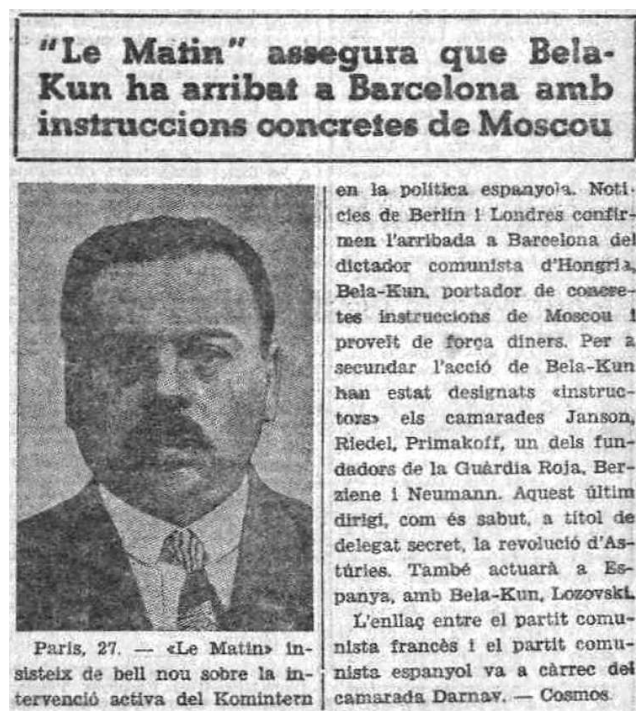 "Le Matin" assegura que Bela-
Kun ha arribat a Barcelona amb
instruccions concretes de Moscou
París, 27. — «Le Matin» in-
sisteix de bell nou sobre la in-
tervenció activa del Komintern
en la política espanyola. Noti-
cies de Berlín i Londres confir-
men l'arribada a Barcelona del
dictador comunista d'Hongria,
Bela-Kun, portador de concre-
tes instruccions de Moscou i
proveït de força diners. Per a
secundar l'acció de Bela-Kun
han estat designats «instruc-
tors» els camarades Janson,
Riedel, Primakoff, un dels fun-
dadors de la Guàrdia Roja, Ber-
ziene i Neumann. Aquest últim
dirigí, com és sabut, a títol de
delegat secret, la revolució d'As-
túries. També actuarà a Es-
panya, amb Bela-Kun, Lozovski.
L'enllaç entre el partit comu-
nista francès i el partit comu-
nista espanyol va a càrrec del
camarada Darnav. — Cosmos.